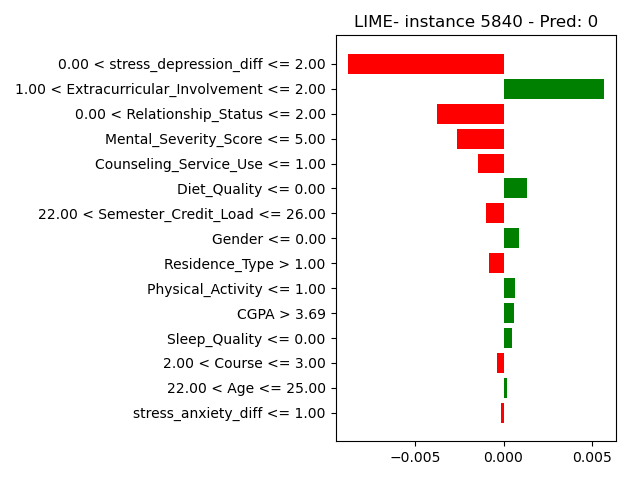 LIME- instance 5840 - Pred: 0
0.00 < stress_depression_diff <= 2.00
1.00 < Extracurricular_Involvement <= 2.00
0.00 < Relationship_Status <= 2.00
Mental_Severity_Score <= 5.00
Counseling_Service_Use <= 1.00
Diet_Quality <= 0.00
22.00 < Semester_Credit_Load <= 26.00
Gender <= 0.00
Residence_Type > 1.00
Physical_Activity <= 1.00
CGPA > 3.69
Sleep_Quality <= 0.00
2.00 < Course <= 3.00
22.00 < Age <= 25.00
stress_anxiety_diff <= 1.00
−0.005 0.000 0.005